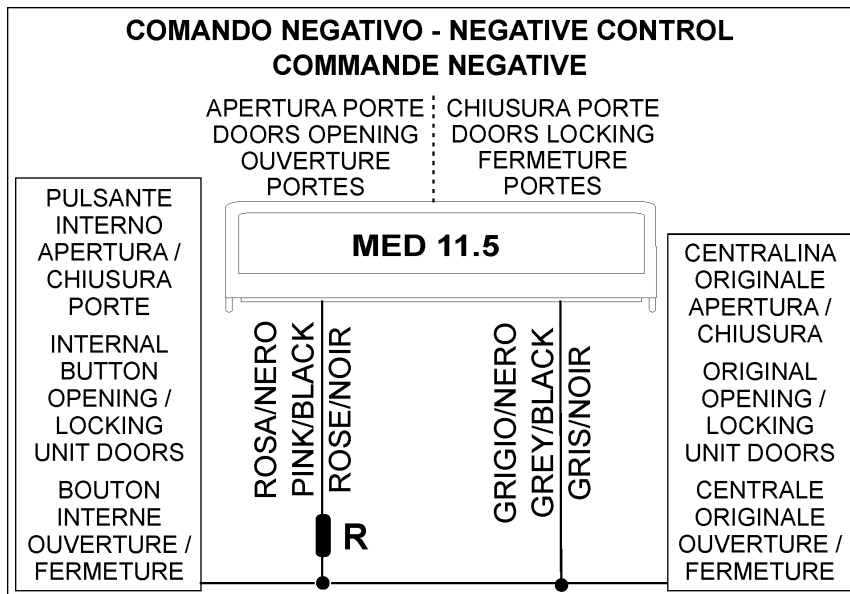 COMANDO NEGATIVO - NEGATIVE CONTROL
COMMANDE NEGATIVE
APERTURA PORTE
DOORS OPENING
OUVERTURE
PORTES
CHIUSURA PORTE
DOORS LOCKING
FERMETURE
PORTES
PULSANTE
INTERNO
APERTURA /
CHIUSURA
PORTE
INTERNAL
BUTTON
OPENING /
LOCKING
UNIT DOORS
BOUTON
INTERNE
OUVERTURE /
FERMETURE
MED 11.5
ROSA/NERO
PINK/BLACK
ROSE/NOIR
R
GRIGIO/NERO
GREY/BLACK
GRIS/NOIR
CENTRALINA
ORIGINALE
APERTURA /
CHIUSURA
ORIGINAL
OPENING /
LOCKING
UNIT DOORS
CENTRALE
ORIGINALE
OUVERTURE /
FERMETURE